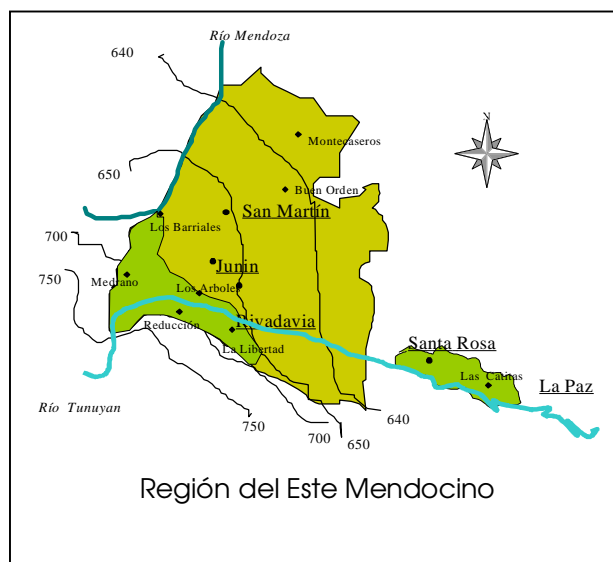 Río Mendoza
640
N
Montecaseros
650
Buen Orden
San Martín
Los Barriales
700
Junin
750
Medrano
Los Arboles
Reducción
Rivadavia
La Libertad
Santa Rosa
Las Catitas
La Paz
Río Tunuyan
640
750
700
650
Región del Este Mendocino